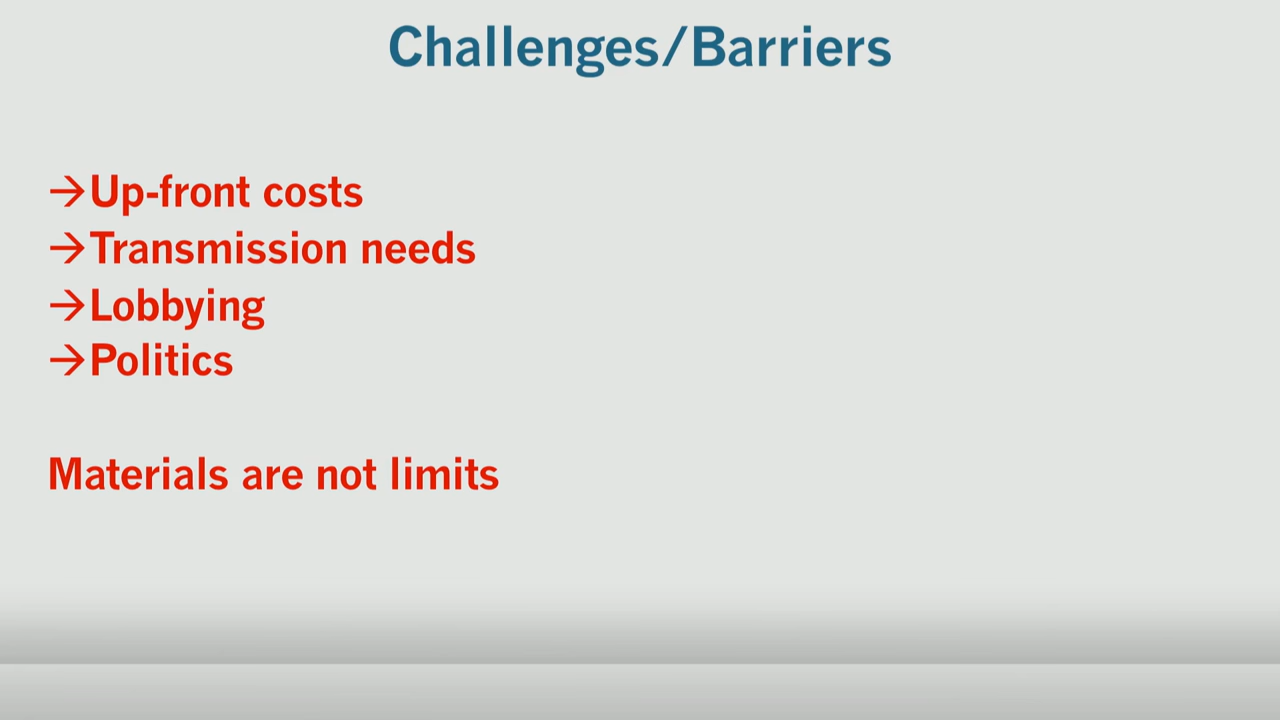 Challenges/Barriers
→Up-front costs
→Transmission needs
→Lobbying
→Politics
Materials are not limits